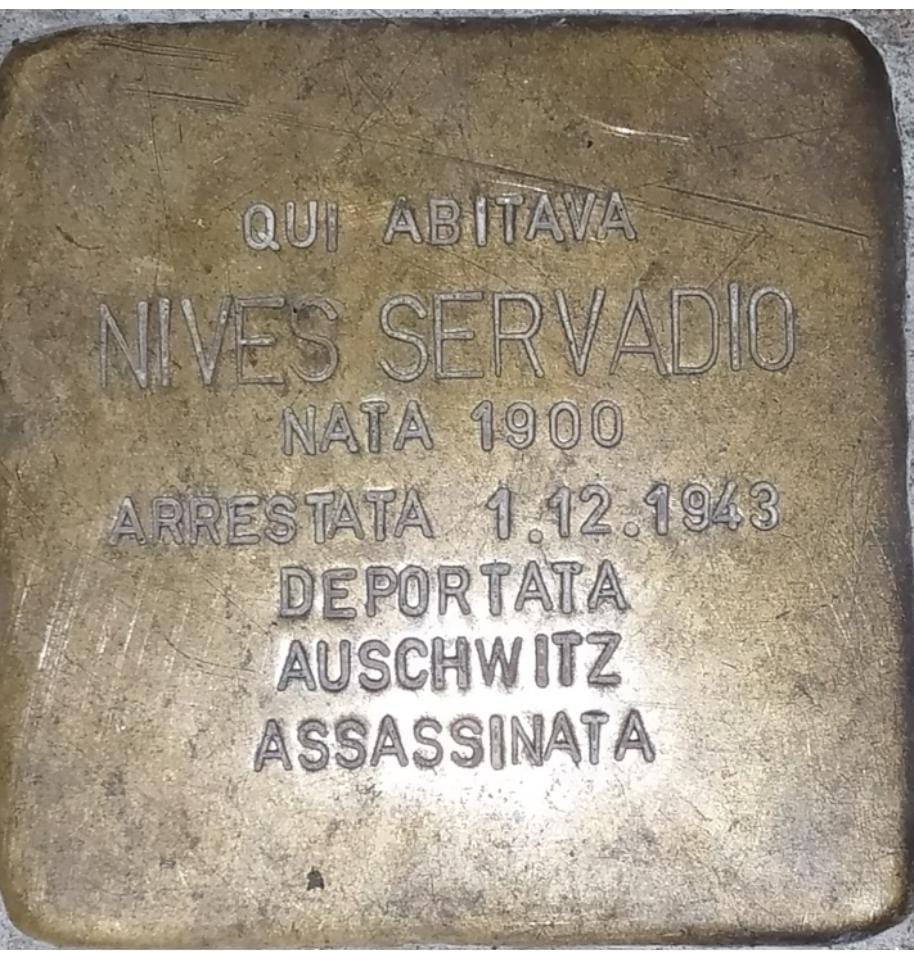 QUI ABITAVA
NIVES SERVADIO
NATA 1900
ARRESTATA 1.12.1943
DEPORTATA
AUSCHWITZ
ASSASSINATA